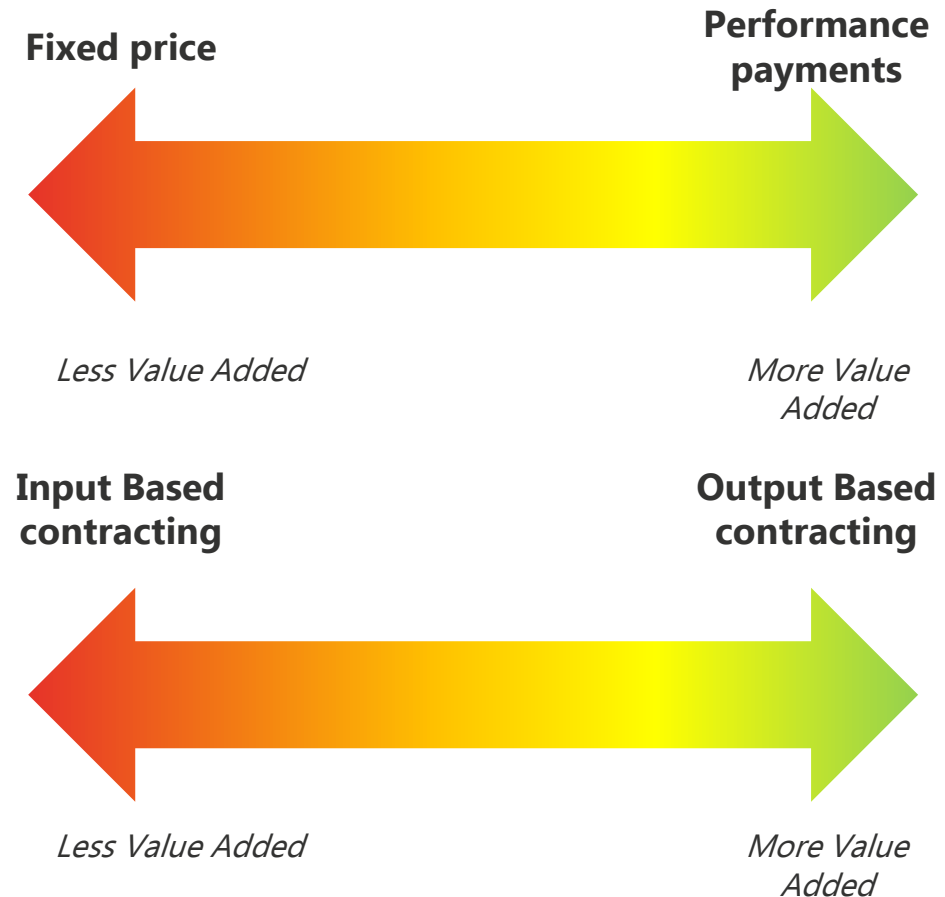 Fixed price
Performance
payments
Less Value Added
More Value
Added
Input Based
contracting
Output Based
contracting
Less Value Added
More Value
Added